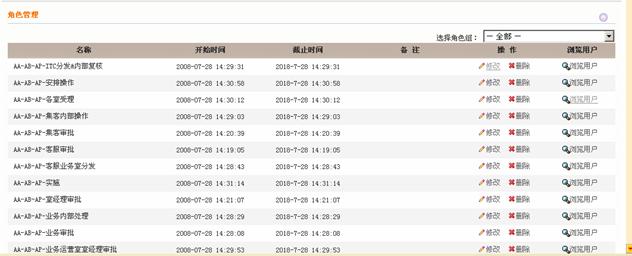 角色管理
选择角色组： － 全部 －
名称 开始时间 截止时间 备 注 操 作 浏览用户
AA-AB-AP-ITC分发&内部复核 2008-07-28 14:29:31 2018-7-28 14:29:31 修改 删除 浏览用户
AA-AB-AP-安排操作 2008-07-28 14:30:58 2018-7-28 14:30:58 修改 删除 浏览用户
AA-AB-AP-各室受理 2008-07-28 14:30:12 2018-7-28 14:30:12 修改 删除 浏览用户
AA-AB-AP-集客内部操作 2008-07-28 14:29:03 2018-7-28 14:29:03 修改 删除 浏览用户
AA-AB-AP-集客审批 2008-07-28 14:20:39 2018-7-28 14:20:39 修改 删除 浏览用户
AA-AB-AP-客服审批 2008-07-28 14:19:05 2018-7-28 14:19:05 修改 删除 浏览用户
AA-AB-AP-客服业务室分发 2008-07-28 14:28:43 2018-7-28 14:28:43 修改 删除 浏览用户
AA-AB-AP-实施 2008-07-28 14:31:14 2018-7-28 14:31:14 修改 删除 浏览用户
AA-AB-AP-室经理审批 2008-07-28 14:21:07 2018-7-28 14:21:07 修改 删除 浏览用户
AA-AB-AP-业务内部处理 2008-07-28 14:28:29 2018-7-28 14:28:29 修改 删除 浏览用户
AA-AB-AP-业务审批 2008-07-28 14:28:08 2018-7-28 14:28:08 修改 删除 浏览用户
AA-AB-AP-业务运营室室经理审批 2008-07-28 14:29:53 2018-7-28 14:29:53 修改 删除 浏览用户